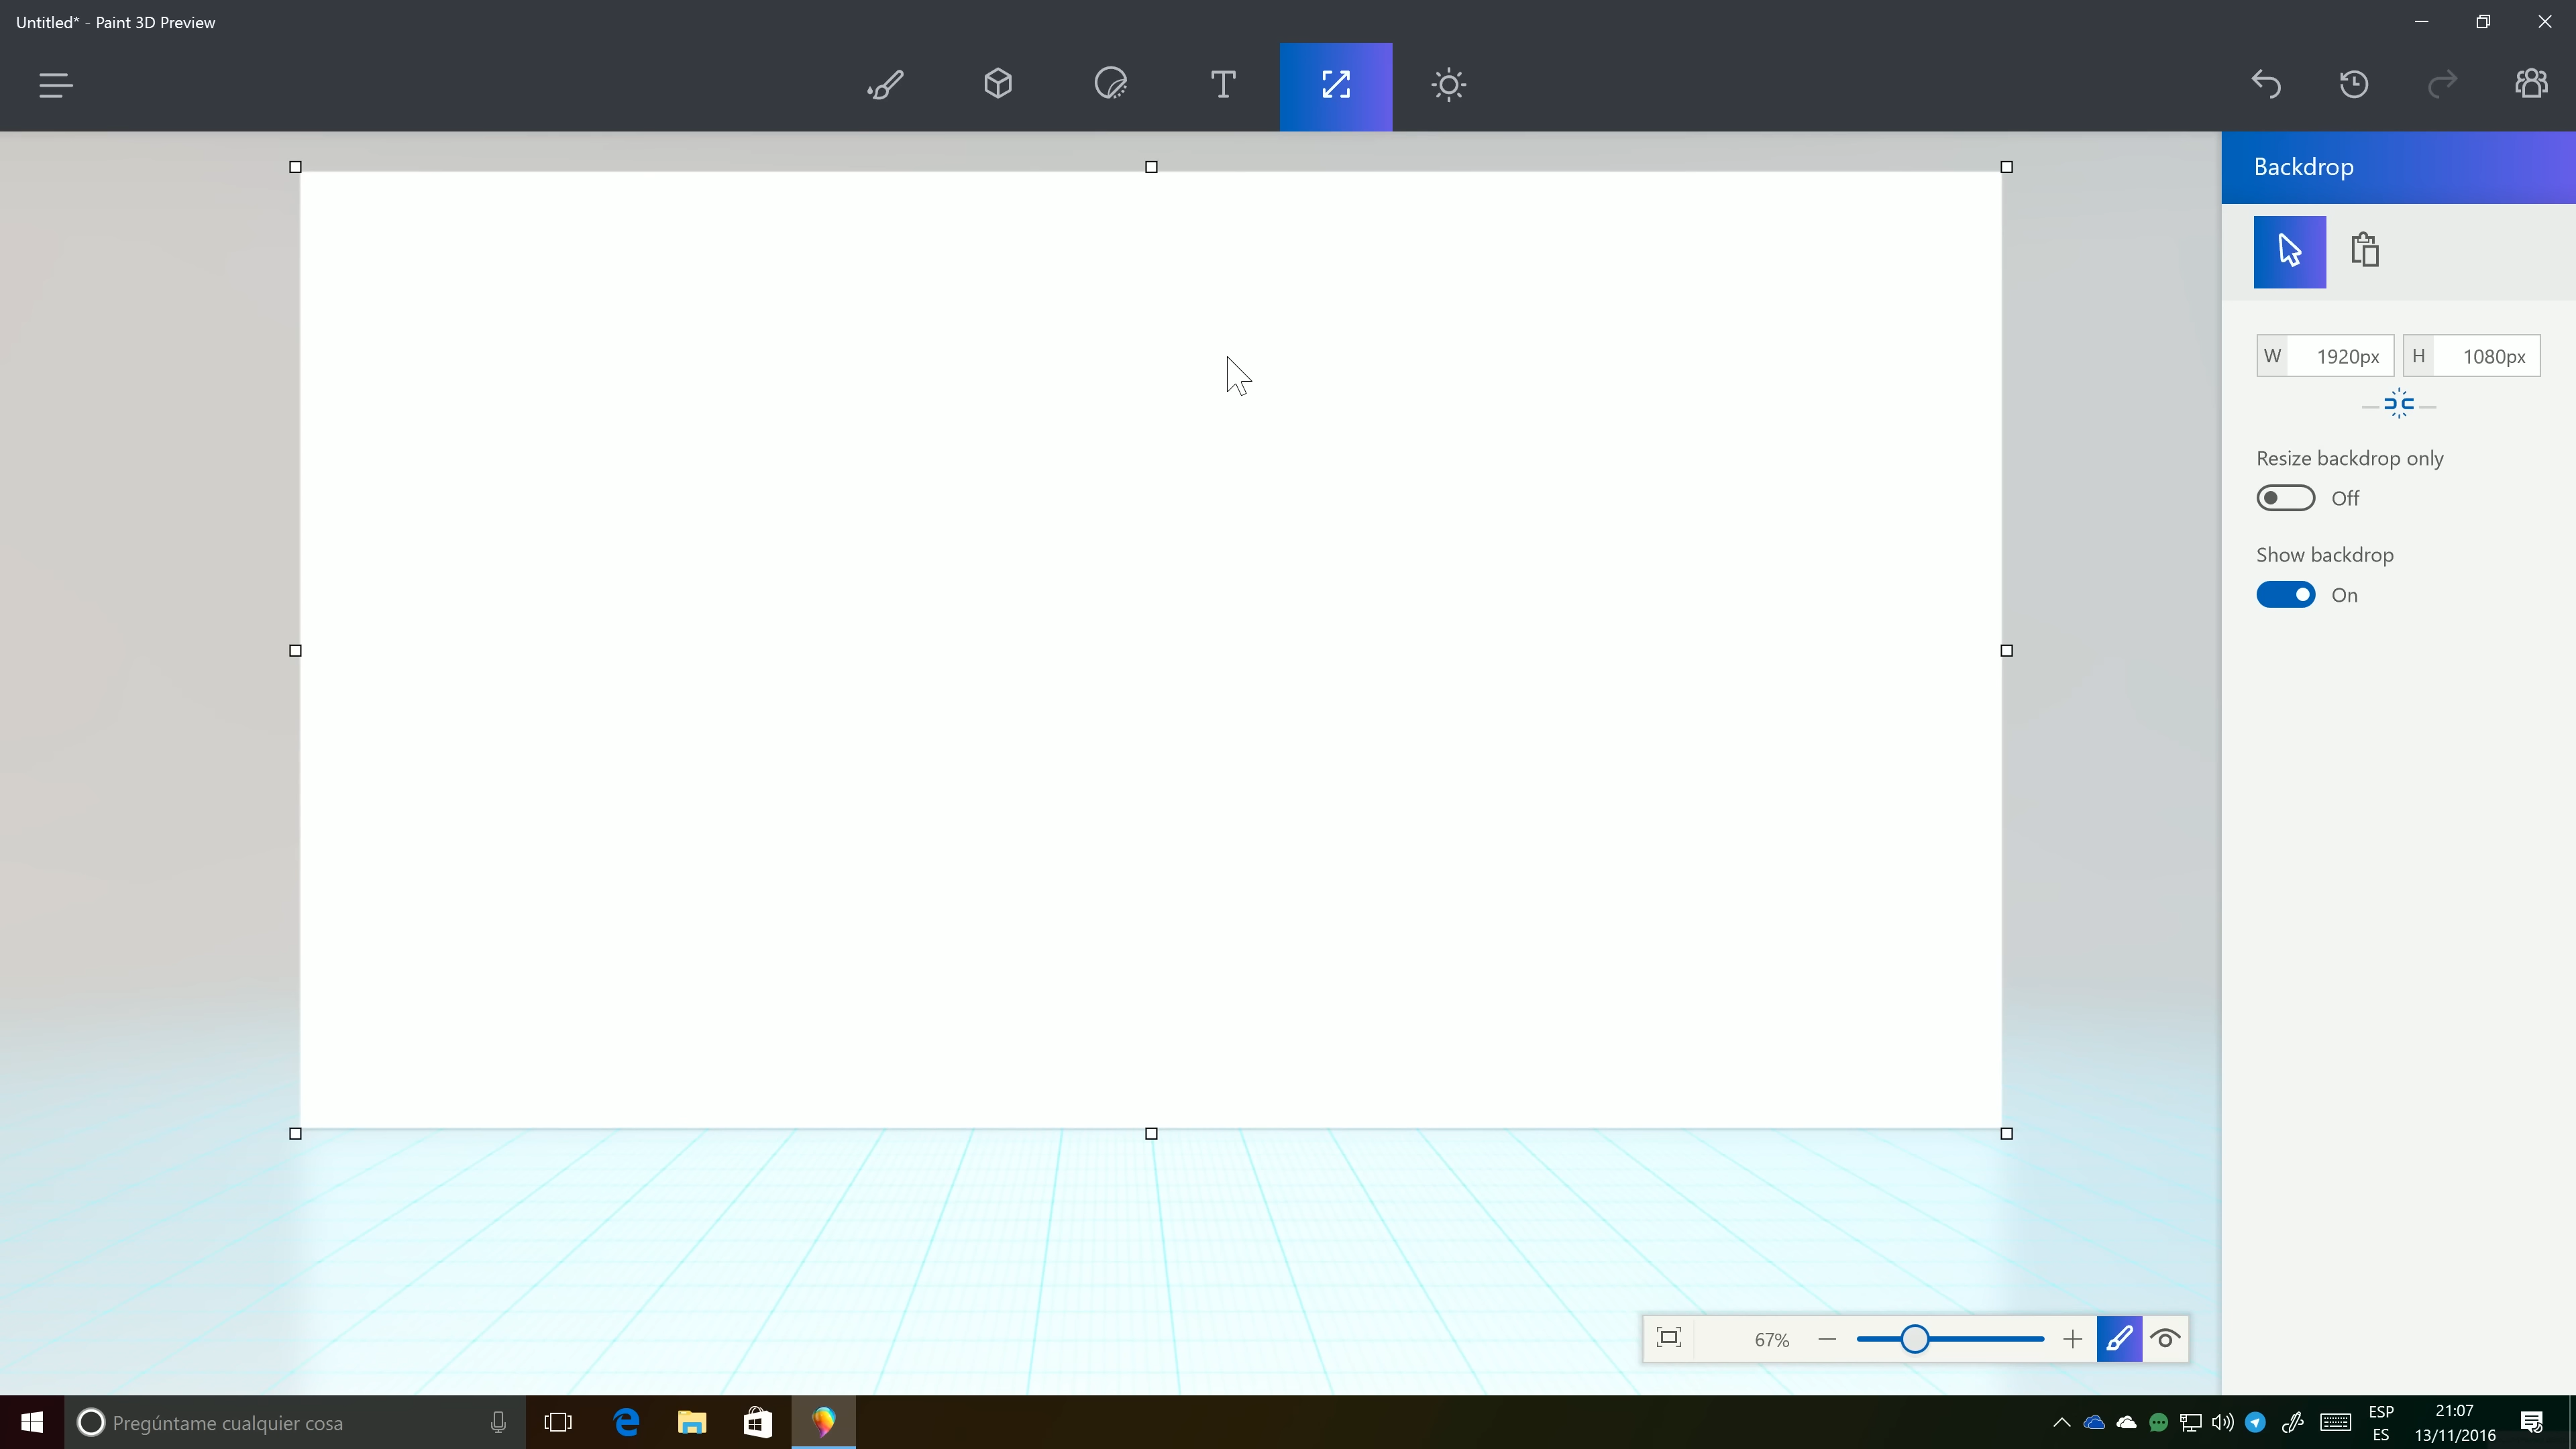 Untitled* - Paint 3D Preview
Backdrop
W 1920px H 1080px
Resize backdrop only
Off
Show backdrop
On
67%
Pregúntame cualquier cosa
ESP
ES
21:07
13/11/2016